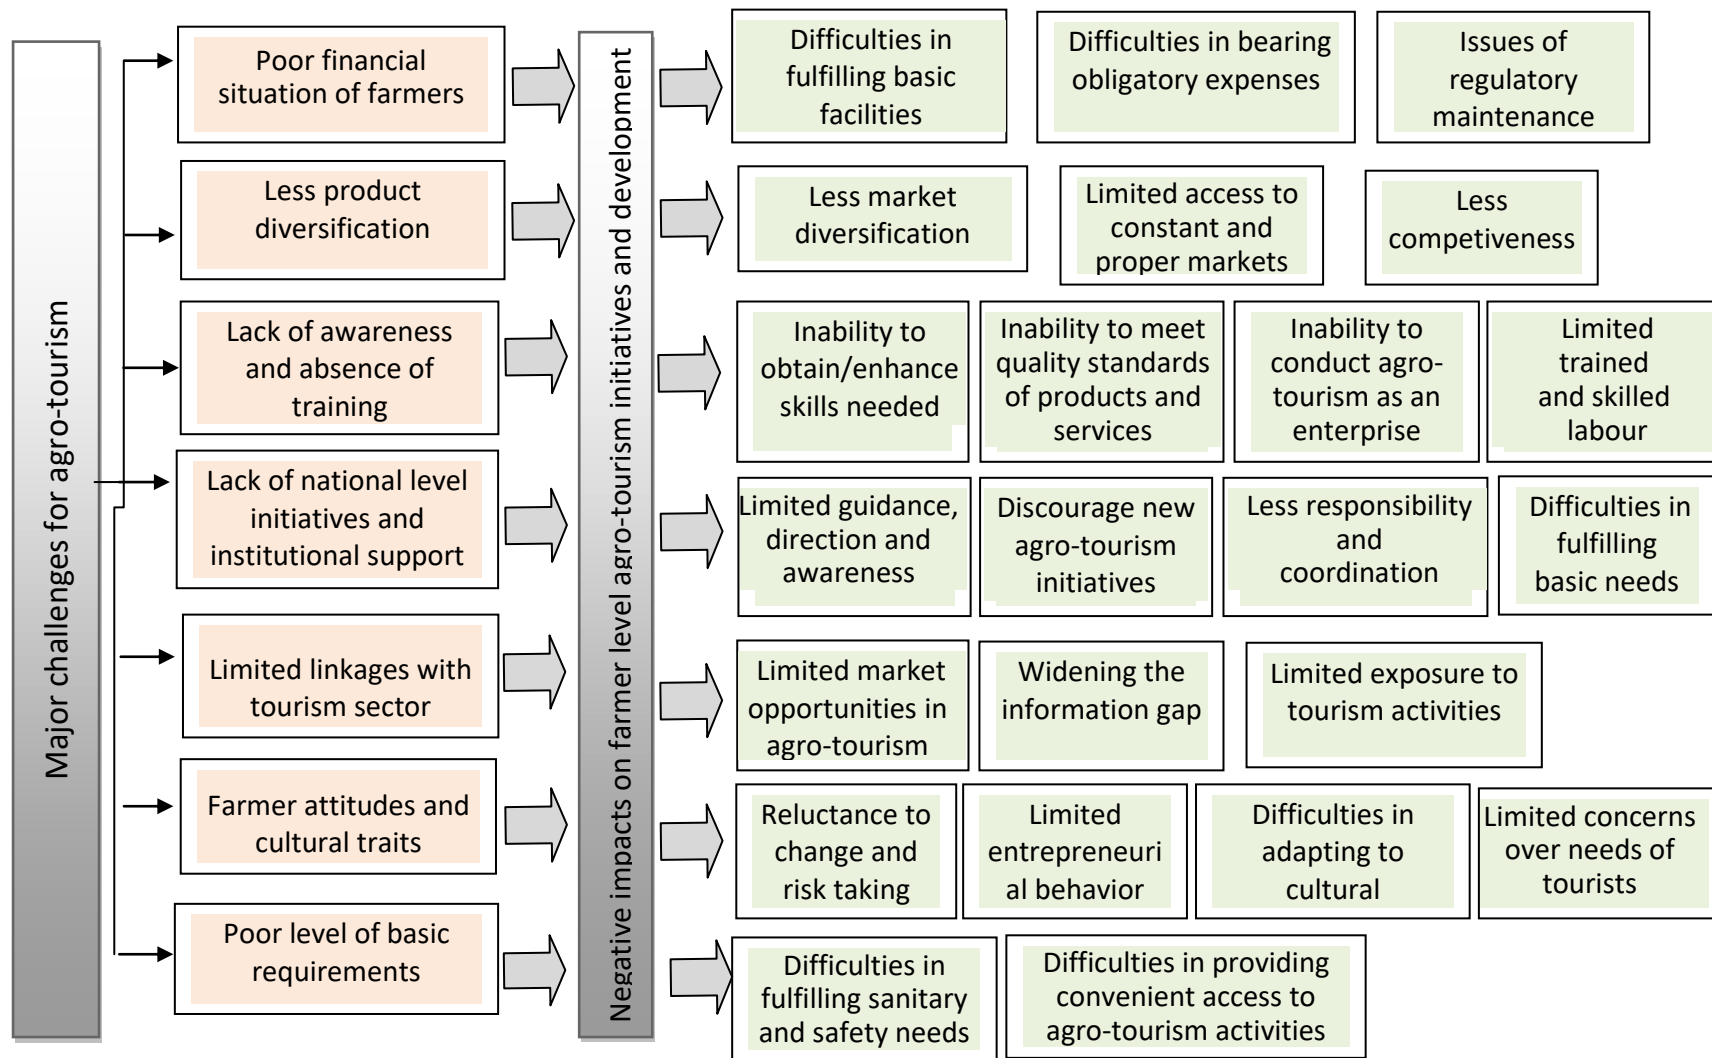 Major challenges for agro-tourism
Poor financial
situation of farmers
Less product
diversification
Lack of awareness
and absence of
training
Lack of national level
initiatives and
institutional support
Limited linkages with
tourism sector
Farmer attitudes and
cultural traits
Poor level of basic
requirements
Negative impacts on farmer level agro-tourism initiatives and development
Difficulties in
fulfilling basic
facilities
Difficulties in bearing
obligatory expenses
Issues of
regulatory
maintenance
Less market
diversification
Limited access to
constant and
proper markets
Less
competiveness
Inability to
obtain/enhance
skills needed
Inability to meet
quality standards
of products and
services
Inability to
conduct agro-
tourism as an
enterprise
Limited
trained
and skilled
labour
Limited guidance,
direction and
awareness
Discourage new
agro-tourism
initiatives
Less responsibility
and
coordination
Difficulties in
fulfilling
basic needs
Limited market
opportunities in
agro-tourism
Widening the
information gap
Limited exposure to
tourism activities
Reluctance to
change and
risk taking
Limited
entrepreneuri
al behavior
Difficulties in
adapting to
cultural
Limited concerns
over needs of
tourists
Difficulties in
fulfilling sanitary
and safety needs
Difficulties in providing
convenient access to
agro-tourism activities